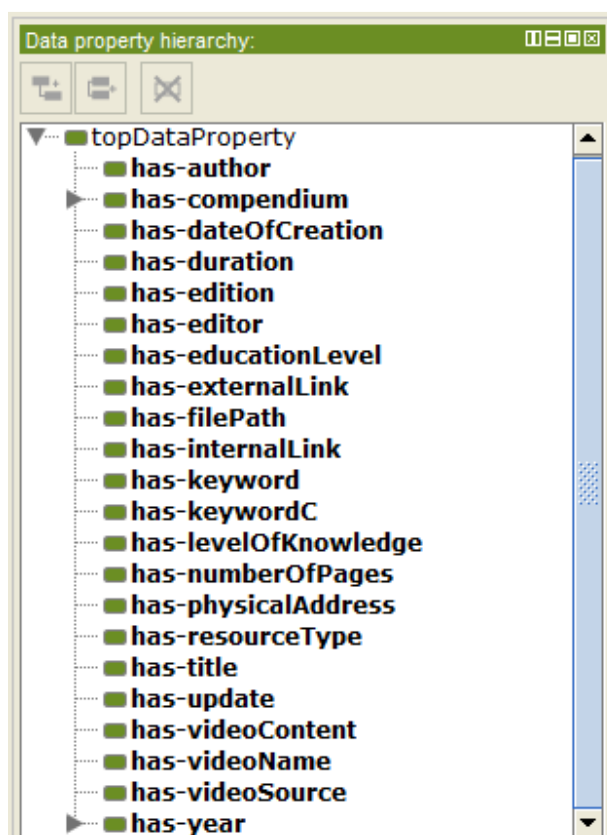 Data property hierarchy:
topDataProperty
has-author
has-compendium
has-dateOfCreation
has-duration
has-edition
has-editor
has-educationLevel
has-externalLink
has-filePath
has-internalLink
has-keyword
has-keywordC
has-levelOfKnowledge
has-numberOfPages
has-physicalAddress
has-resourceType
has-title
has-update
has-videoContent
has-videoName
has-videoSource
has-year